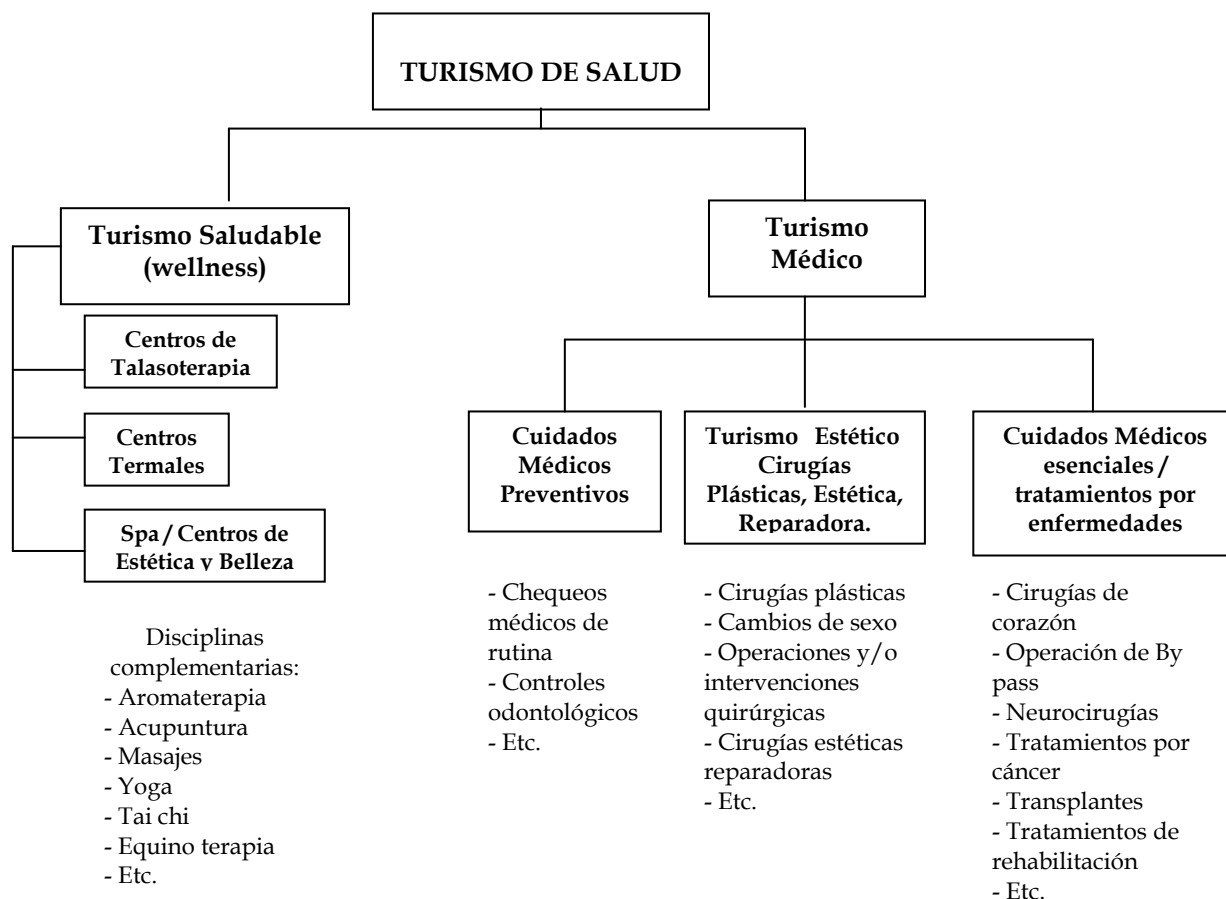 TURISMO DE SALUD
Turismo Saludable
(wellness)
Centros de
Talasoterapia
Centros
Termales
Spa / Centros de
Estética y Belleza
Disciplinas
complementarias:
- Aromaterapia
- Acupuntura
- Masajes
- Yoga
- Tai chi
- Equino terapia
- Etc.
Turismo
Médico
Cuidados
Médicos
Preventivos
- Chequeos
médicos de
rutina
- Controles
odontológicos
- Etc.
Turismo Estético
Cirugías
Plásticas, Estética,
Reparadora.
- Cirugías plásticas
- Cambios de sexo
- Operaciones y/o
intervenciones
quirúrgicas
- Cirugías estéticas
reparadoras
- Etc.
Cuidados Médicos
esenciales /
tratamientos por
enfermedades
- Cirugías de
corazón
- Operación de By
pass
- Neurocirugías
- Tratamientos por
cáncer
- Transplantes
- Tratamientos de
rehabilitación
- Etc.